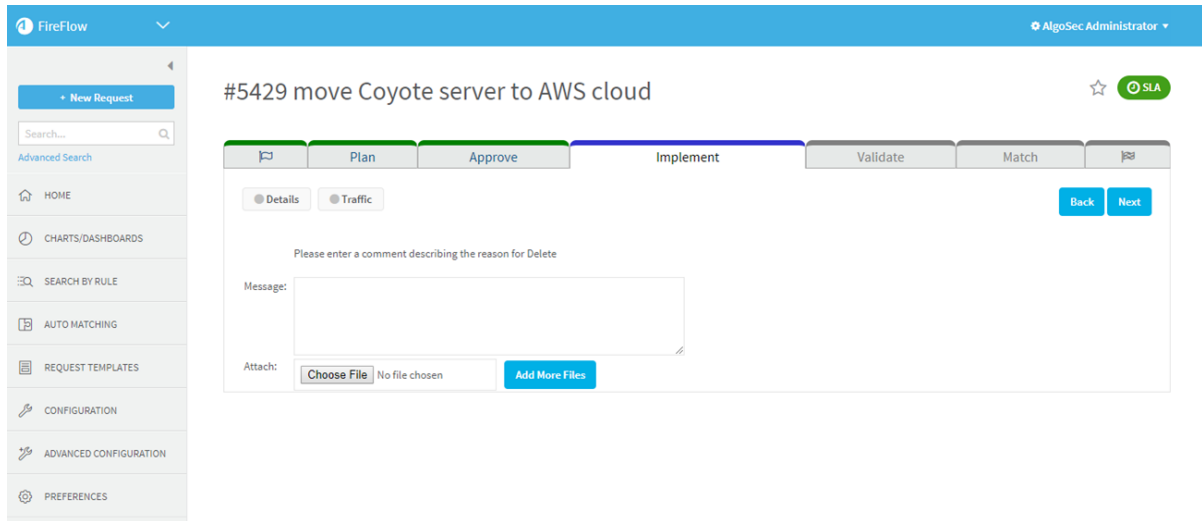 FireFlow
AlgoSec Administrator
+ New Request
Search...
Advanced Search
HOME
CHARTS/DASHBOARDS
SEARCH BY RULE
AUTO MATCHING
REQUEST TEMPLATES
CONFIGURATION
ADVANCED CONFIGURATION
PREFERENCES
#5429 move Coyote server to AWS cloud
SLA
Plan Approve Implement Validate Match
Details Traffic
Back Next
Please enter a comment describing the reason for Delete
Message:
Attach: Choose File No file chosen Add More Files